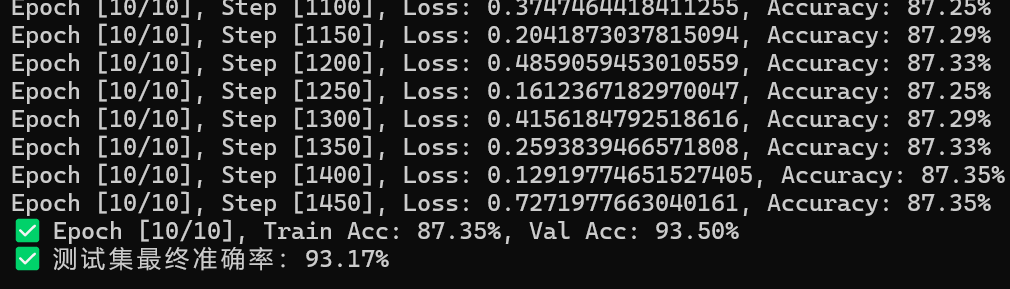 Epoch [10/10], Step [1100], Loss: 0.3747464418411255, Accuracy: 87.25%
Epoch [10/10], Step [1150], Loss: 0.2041873037815094, Accuracy: 87.29%
Epoch [10/10], Step [1200], Loss: 0.4859059453010559, Accuracy: 87.33%
Epoch [10/10], Step [1250], Loss: 0.1612367182970047, Accuracy: 87.25%
Epoch [10/10], Step [1300], Loss: 0.4156184792518616, Accuracy: 87.29%
Epoch [10/10], Step [1350], Loss: 0.2593839466571808, Accuracy: 87.33%
Epoch [10/10], Step [1400], Loss: 0.12919774651527405, Accuracy: 87.35%
Epoch [10/10], Step [1450], Loss: 0.7271977663040161, Accuracy: 87.35%
✅ Epoch [10/10], Train Acc: 87.35%, Val Acc: 93.50%
✅ 测试集最终准确率: 93.17%